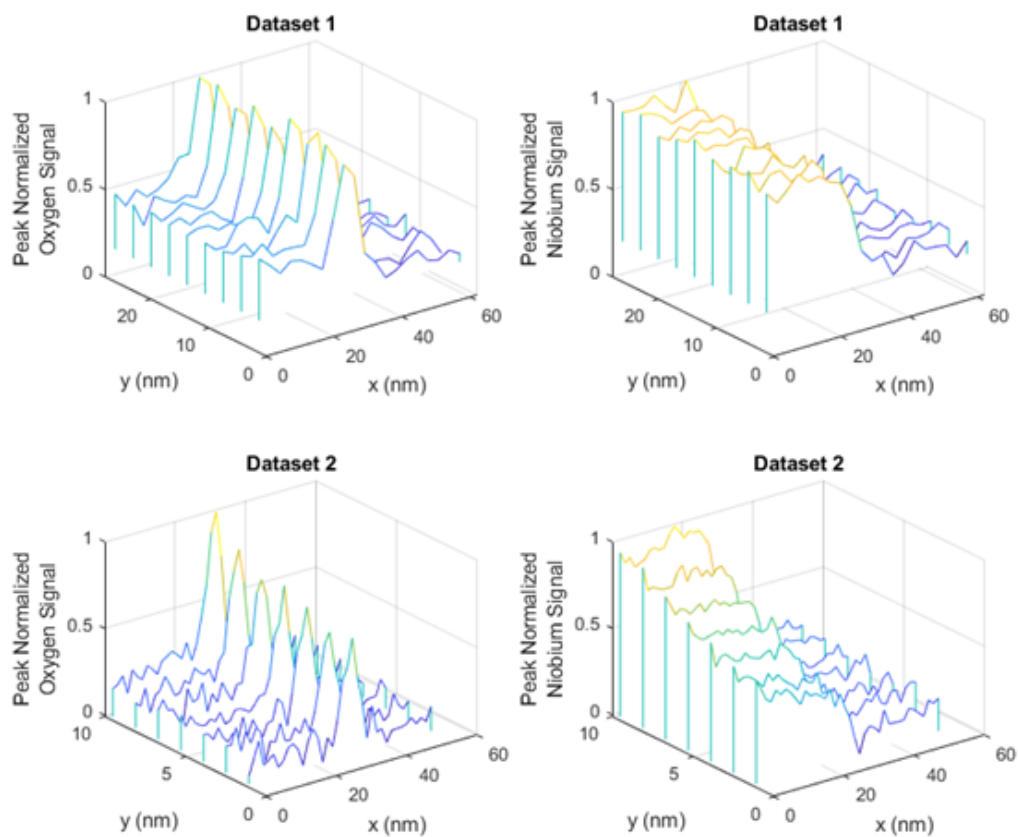 Dataset 1
Peak Normalized
Oxygen Signal
1
0.5
0
20
10
0
y (nm)
0
20
40
60
x (nm)
Dataset 1
Peak Normalized
Niobium Signal
1
0.5
0
20
10
0
y (nm)
0
20
40
60
x (nm)
Dataset 2
Peak Normalized
Oxygen Signal
1
0.5
0
10
5
0
y (nm)
0
20
40
60
x (nm)
Dataset 2
Peak Normalized
Niobium Signal
1
0.5
0
10
5
0
y (nm)
0
20
40
60
x (nm)